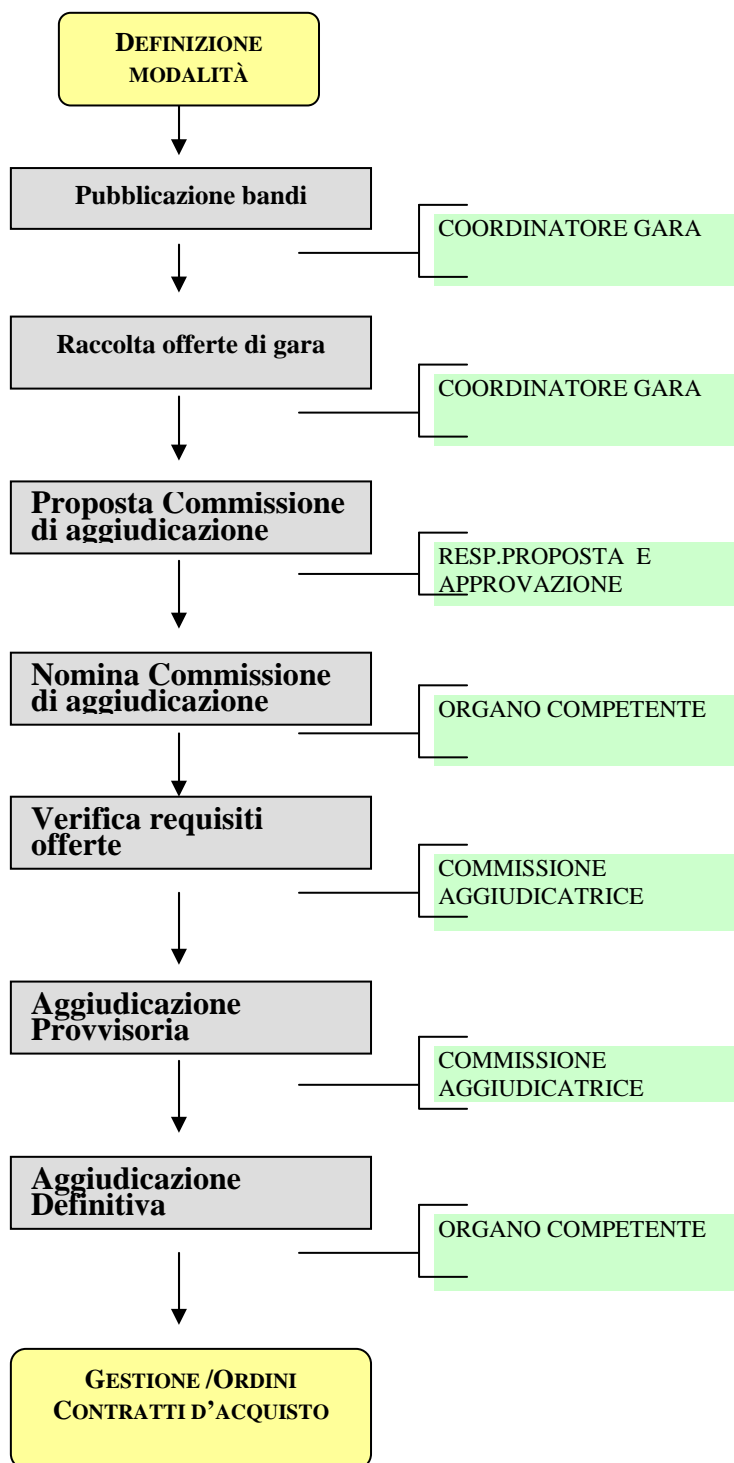 DEFINIZIONE
MODALITÀ
Pubblicazione bandi
COORDINATORE GARA
Raccolta offerte di gara
COORDINATORE GARA
Proposta Commissione
di aggiudicazione
RESP.PROPOSTA E
APPROVAZIONE
Nomina Commissione
di aggiudicazione
ORGANO COMPETENTE
Verifica requisiti
offerte
COMMISSIONE
AGGIUDICATRICE
Aggiudicazione
Provvisoria
COMMISSIONE
AGGIUDICATRICE
Aggiudicazione
Definitiva
ORGANO COMPETENTE
GESTIONE /ORDINI
CONTRATTI D’ACQUISTO